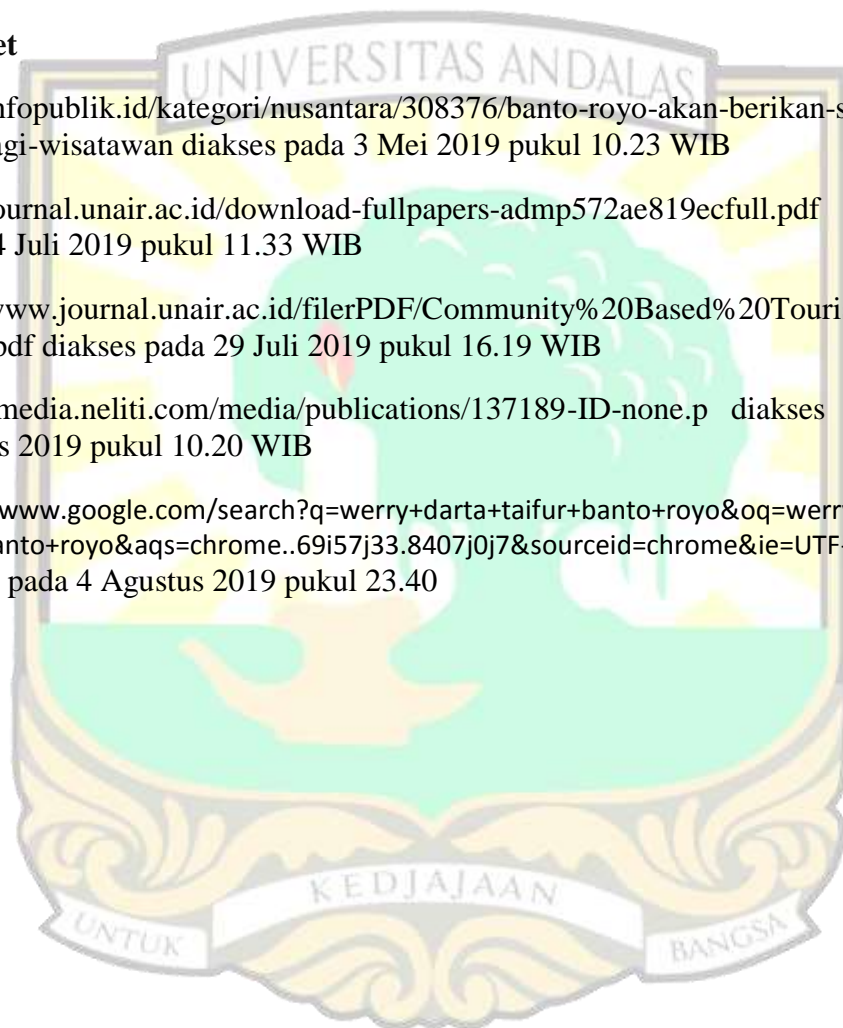 et
UNIVERSITAS ANDALAS
nfopublik.id/kategori/nusantara/308376/banto-royo-akan-berikan-s
agi-wisatawan diakses pada 3 Mei 2019 pukul 10.23 WIB
ournal.unair.ac.id/download-fullpapers-admp572ae819ecfull.pdf
4 Juli 2019 pukul 11.33 WIB
www.journal.unair.ac.id/filerPDF/Community%20Based%20Touri
pdf diakses pada 29 Juli 2019 pukul 16.19 WIB
media.neliti.com/media/publications/137189-ID-none.p diakses
s 2019 pukul 10.20 WIB
www.google.com/search?q=werry+darta+taifur+banto+royo&oq=werr
anto+royo&aqs=chrome..69i57j33.8407j0j7&sourceid=chrome&ie=UTF-
pada 4 Agustus 2019 pukul 23.40
UNTUK KEDJAJAAN BANGSA